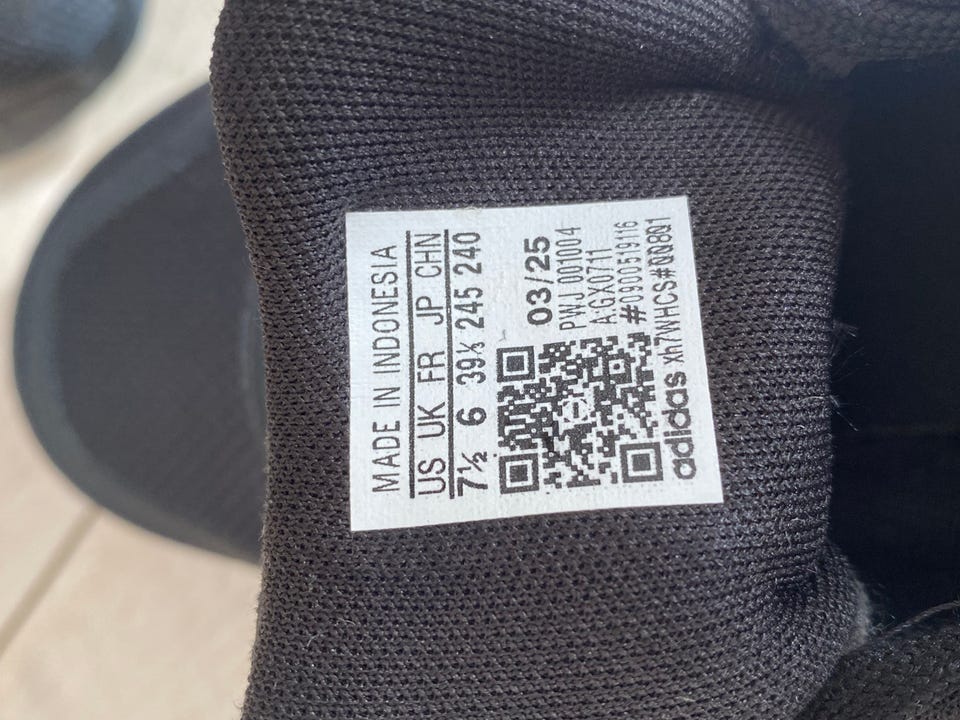 MADE IN INDONESIA
US UK FR JP CHN
7½ 6 39⅓ 245 240
03/25
PWJ 001004
A:GX0711
#0900519116
adidas xh7WHCS#